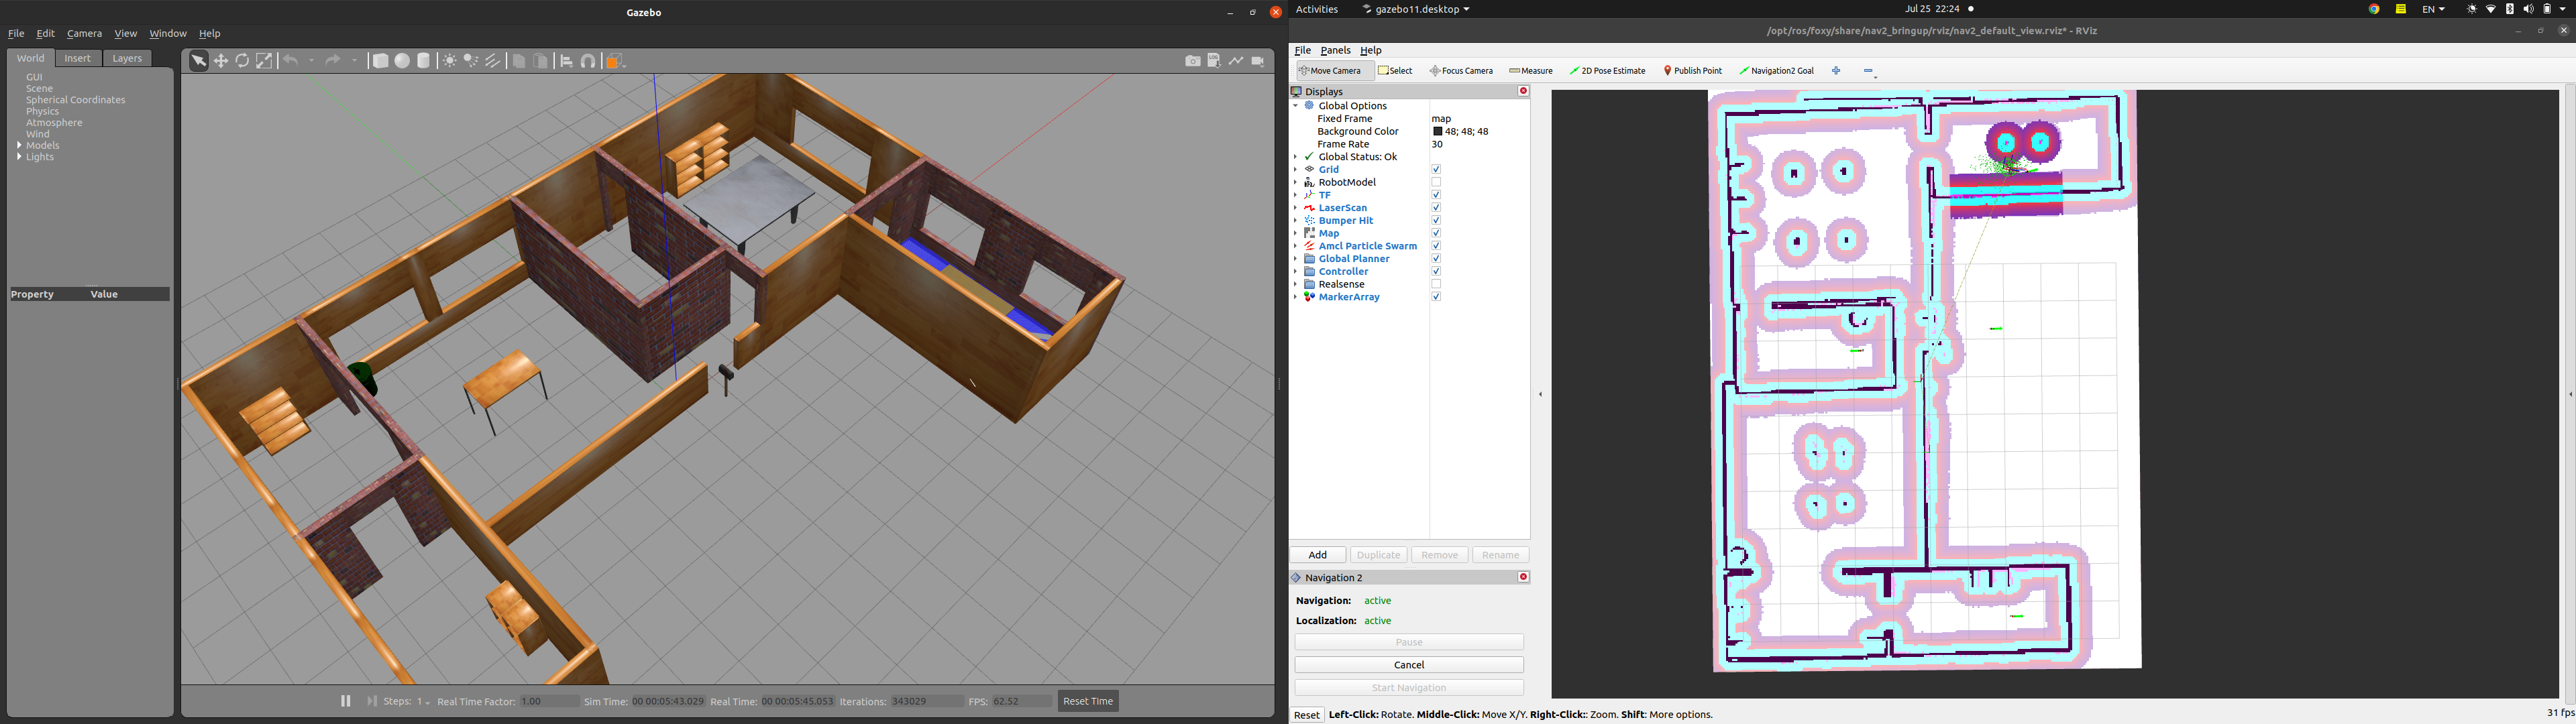 Gazebo
File Edit Camera View Window Help
World Insert Layers
GUI
Scene
Spherical Coordinates
Physics
Atmosphere
Wind
Models
Lights
Property Value
Steps: 1 Real Time Factor: 1.00 Sim Time: 00 00:05:43.029 Real Time: 00 00:05:45.053 Iterations: 343029 FPS: 62.52 Reset Time
Activities gazebo11.desktop Jul 25 22:24 EN
/opt/ros/foxy/share/nav2_bringup/rviz/nav2_default_view.rviz* - RViz
File Panels Help
Move Camera Select Focus Camera Measure 2D Pose Estimate Publish Point Navigation2 Goal
Displays
Global Options
Fixed Frame map
Background Color 48; 48; 48
Frame Rate 30
Global Status: Ok
Grid
RobotModel
TF
LaserScan
Bumper Hit
Map
Amcl Particle Swarm
Global Planner
Controller
Realsense
MarkerArray
Add Duplicate Remove Rename
Navigation 2
Navigation: active
Localization: active
Pause
Cancel
Start Navigation
Reset Left-Click: Rotate. Middle-Click: Move X/Y. Right-Click:: Zoom. Shift: More options. 31 fps